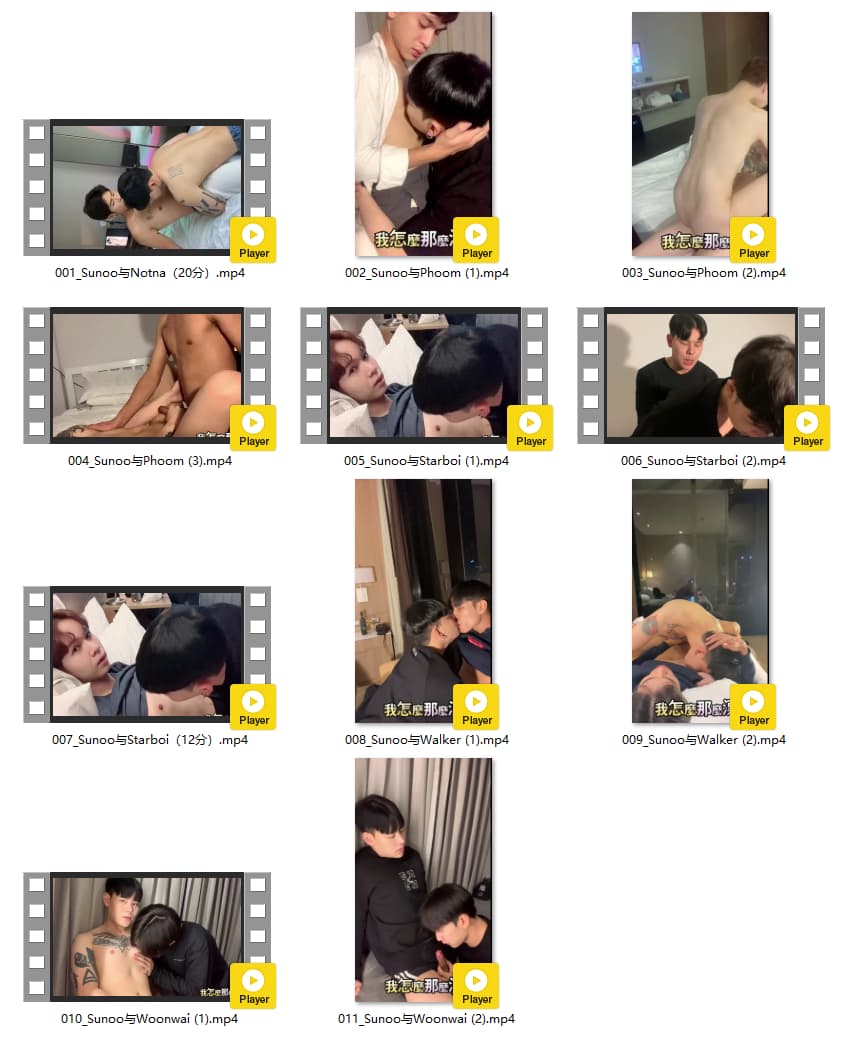 我怎麼那麼
Player
Player
Player
001_Sunoo与Notna（20分）.mp4
002_Sunoo与Phoom (1).mp4
我怎麼那
003_Sunoo与Phoom (2).mp4
Player
Player
Player
004_Sunoo与Phoom (3).mp4
005_Sunoo与Starboi (1).mp4
006_Sunoo与Starboi (2).mp4
我怎麼那麼
我怎麼那麼
Player
Player
Player
007_Sunoo与Starboi（12分）.mp4
008_Sunoo与Walker (1).mp4
009_Sunoo与Walker (2).mp4
我怎麼那
我怎麼那麼
Player
Player
010_Sunoo与Woonwai (1).mp4
011_Sunoo与Woonwai (2).mp4